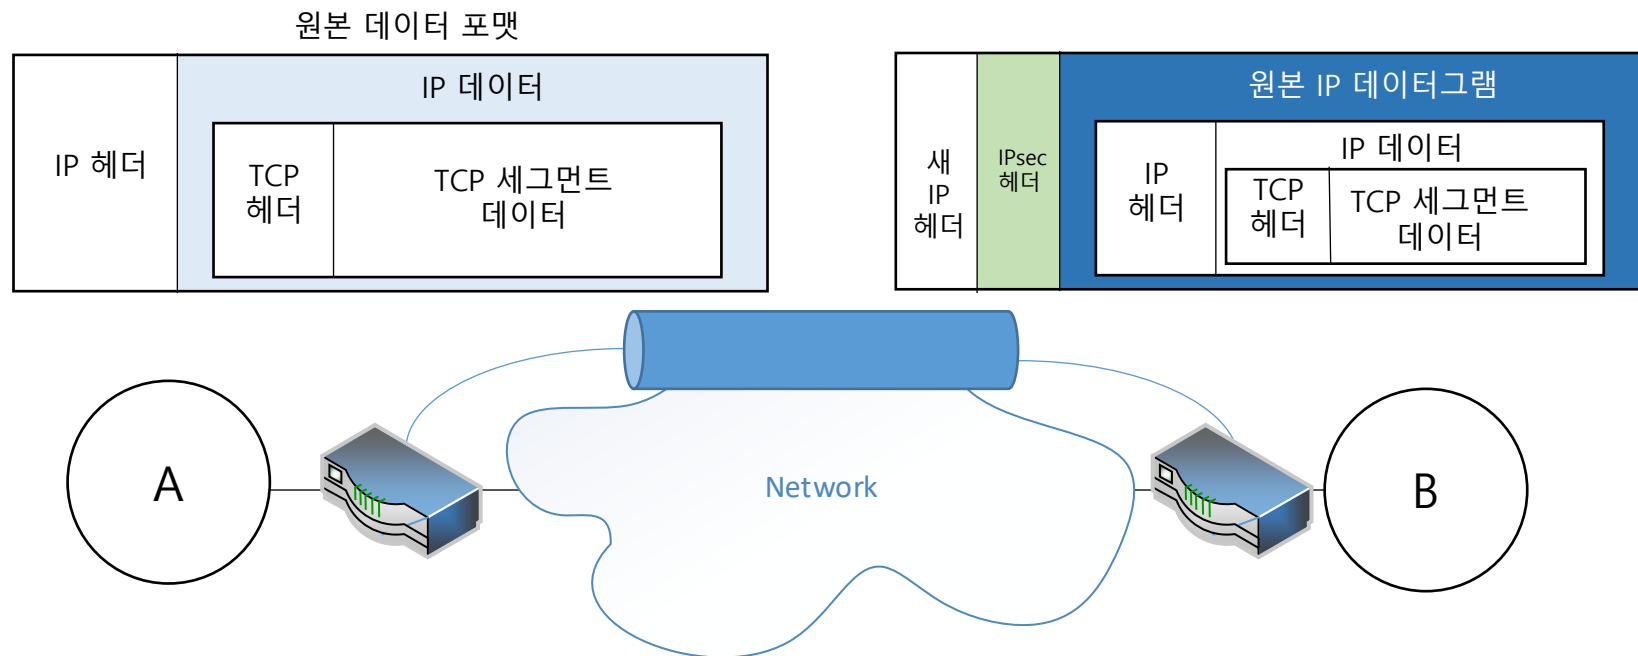 원본 데이터 포맷
IP 헤더
IP 데이터
TCP
헤더
TCP 세그먼트
데이터
새
IP
헤더
IPsec
헤더
원본 IP 데이터그램
IP
헤더
IP 데이터
TCP
헤더
TCP 세그먼트
데이터
A
Network
B